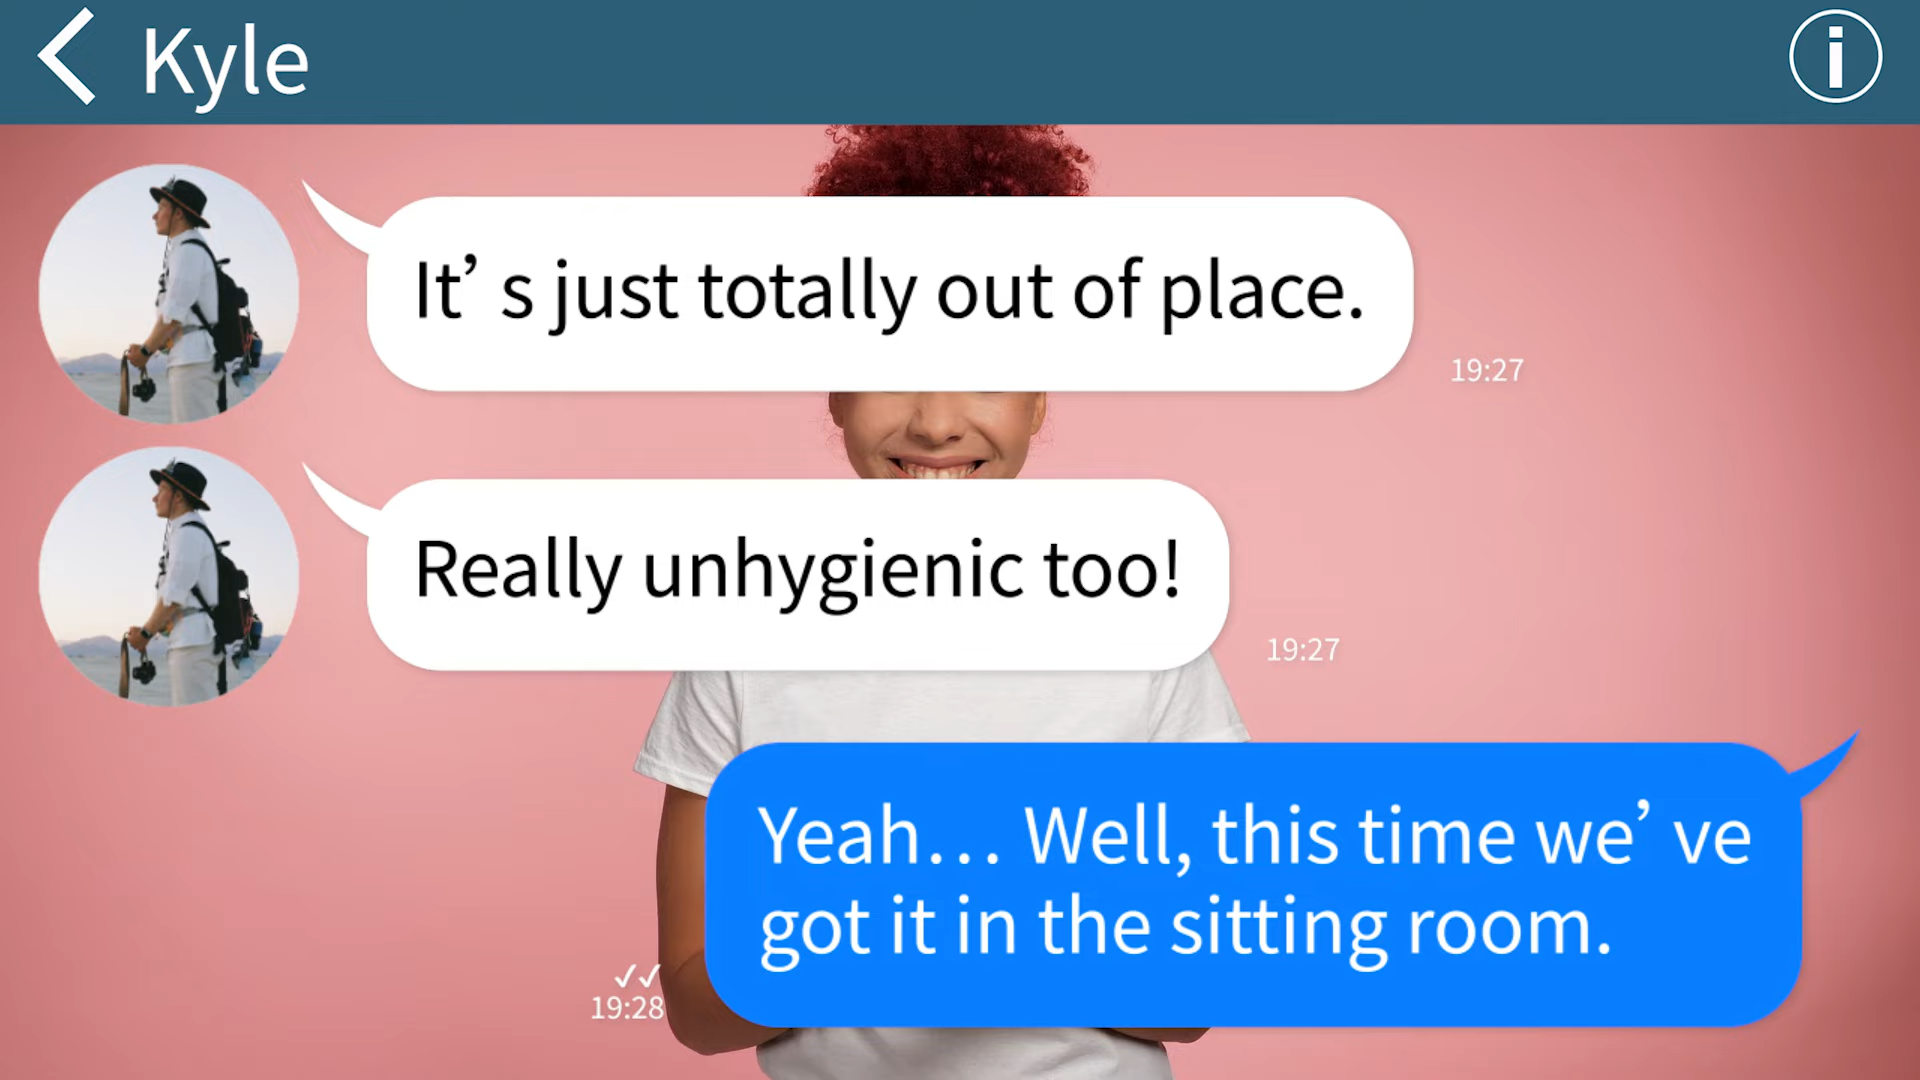 Kyle
It’s just totally out of place.
19:27
Really unhygienic too!
19:27
Yeah… Well, this time we’ve
got it in the sitting room.
19:28